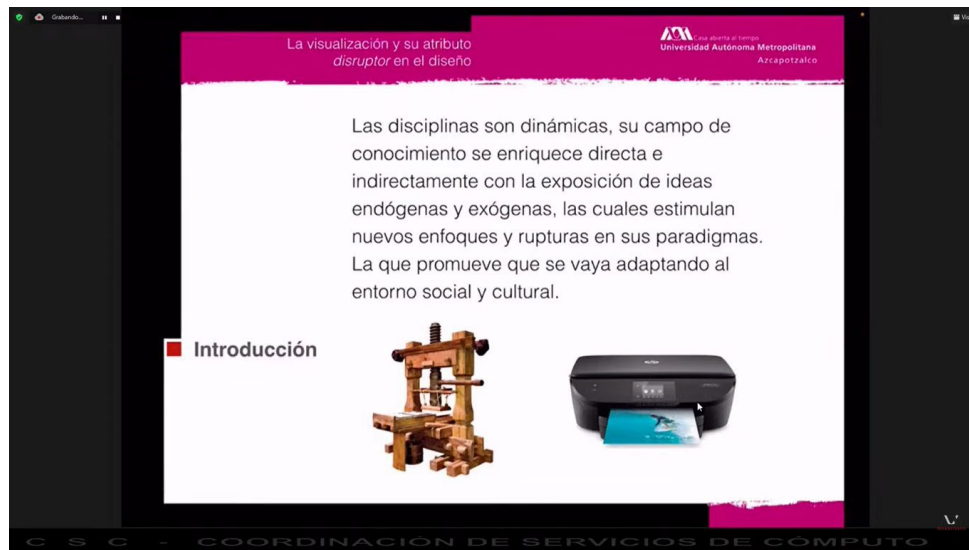 Grabando...
La visualización y su atributo
disruptor en el diseño
Casa abierta al tiempo
Universidad Autónoma Metropolitana
Azcapotzalco
Las disciplinas son dinámicas, su campo de
conocimiento se enriquece directa e
indirectamente con la exposición de ideas
endógenas y exógenas, las cuales estimulan
nuevos enfoques y rupturas en sus paradigmas.
La que promueve que se vaya adaptando al
entorno social y cultural.
Introducción
CSC - COORDINACIÓN DE SERVICIOS DE CÓMPUTO